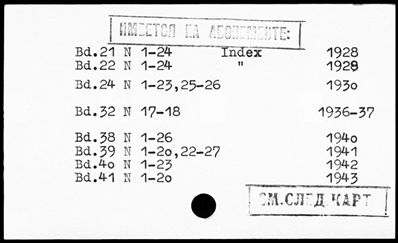 ИМЕЕТСЯ НА АБОНЕМЕНТЕ:
Bd.21 N 1-24 Index 1928
Bd.22 N 1-24 " 1929
Bd.24 N 1-23,25-26 1930
Bd.32 N 17-18 1936-37
Bd.38 N 1-26 1940
Bd.39 N 1-20,22-27 1941
Bd.40 N 1-23 1942
Bd.41 N 1-20 1943
СМ.СЛЕД.КАРТ